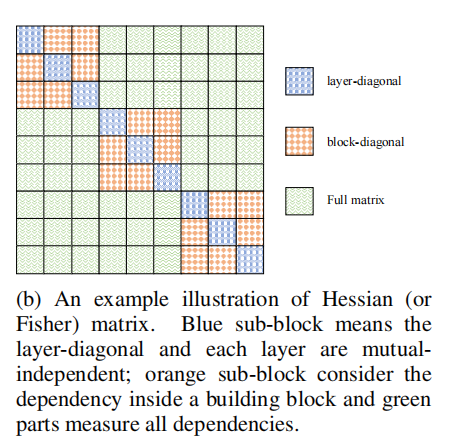 layer-diagonal
block-diagonal
Full matrix
(b) An example illustration of Hessian (or
Fisher) matrix. Blue sub-block means the
layer-diagonal and each layer are mutual-
independent; orange sub-block consider the
dependency inside a building block and green
parts measure all dependencies.